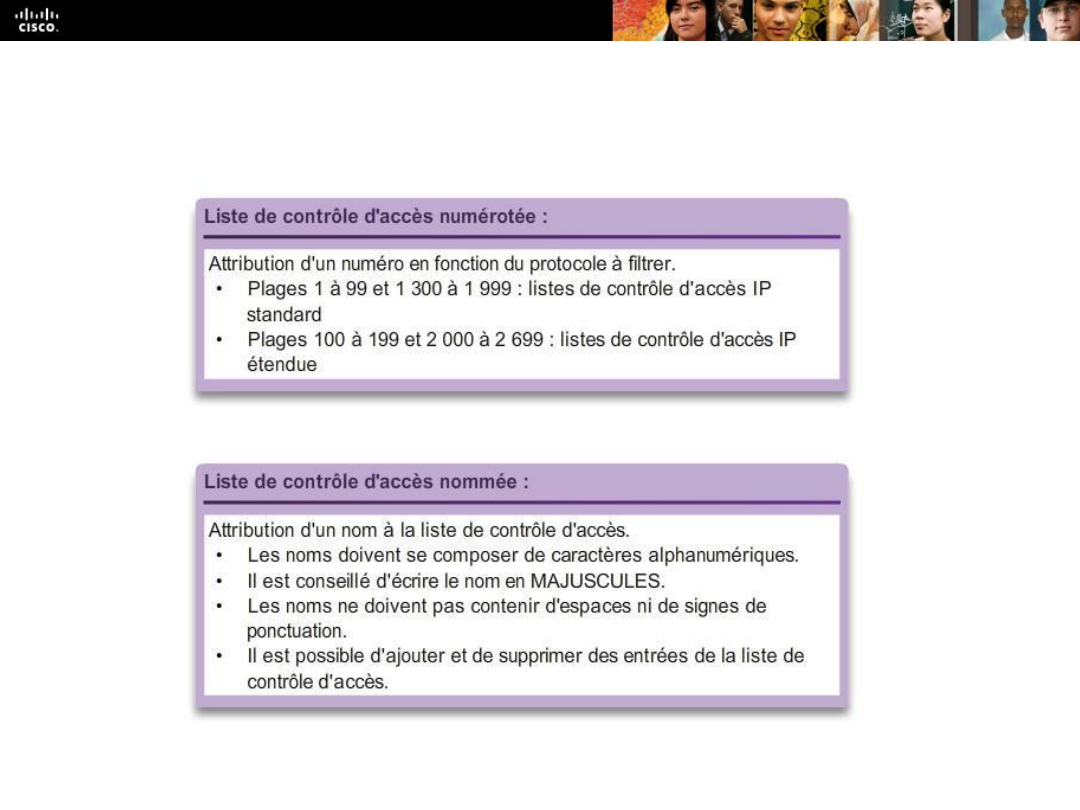 CISCO.
Liste de contrôle d'accès numérotée :
Attribution d'un numéro en fonction du protocole à filtrer.
• Plages 1 à 99 et 1 300 à 1 999 : listes de contrôle d'accès IP
standard
• Plages 100 à 199 et 2 000 à 2 699 : listes de contrôle d'accès IP
étendue
Liste de contrôle d'accès nommée :
Attribution d'un nom à la liste de contrôle d'accès.
• Les noms doivent se composer de caractères alphanumériques.
• Il est conseillé d'écrire le nom en MAJUSCULES.
• Les noms ne doivent pas contenir d'espaces ni de signes de
ponctuation.
• Il est possible d'ajouter et de supprimer des entrées de la liste de
contrôle d'accès.